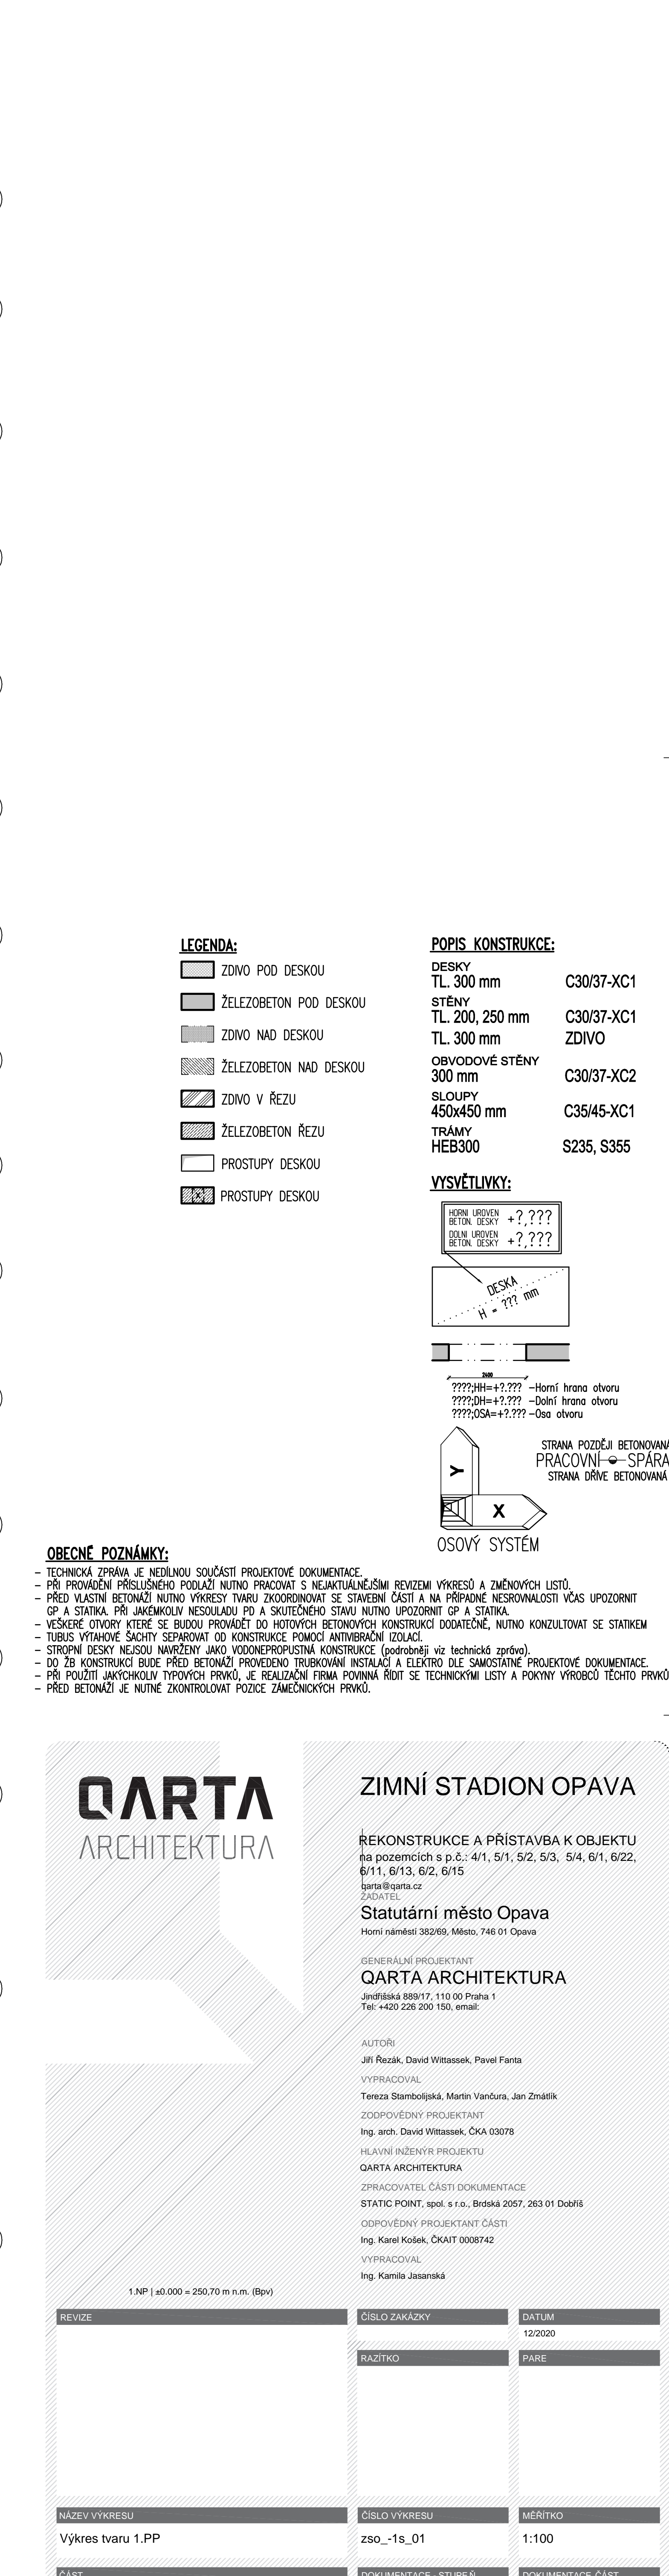 LEGENDA:
ZDIVO POD DESKOU
ŽELEZOBETON POD DESKOU
ZDIVO NAD DESKOU
ŽELEZOBETON NAD DESKOU
ZDIVO V ŘEZU
ŽELEZOBETON ŘEZU
PROSTUPY DESKOU
PROSTUPY DESKOU
POPIS KONSTRUKCE:
DESKY
TL. 300 mm C30/37-XC1
STĚNY
TL. 200, 250 mm C30/37-XC1
TL. 300 mm ZDIVO
OBVODOVÉ STĚNY
300 mm C30/37-XC2
SLOUPY
450x450 mm C35/45-XC1
TRÁMY
HEB300 S235, S355
VYSVĚTLIVKY:
HORNI UROVEN
BETON. DESKY +?,???
DOLNI UROVEN
BETON. DESKY +?,???
DESKA
H = ??? mm
2400
????;HH=+?.??? –Horní hrana otvoru
????;DH=+?.??? –Dolní hrana otvoru
????;OSA=+?.??? –Osa otvoru
STRANA POZDĚJI BETONOVANÁ
PRACOVNÍ SPÁRA
STRANA DŘÍVE BETONOVANÁ
Y
X
OSOVÝ SYSTÉM
OBECNÉ POZNÁMKY:
– TECHNICKÁ ZPRÁVA JE NEDÍLNOU SOUČÁSTÍ PROJEKTOVÉ DOKUMENTACE.
– PŘI PROVÁDĚNÍ PŘÍSLUŠNÉHO PODLAŽÍ NUTNO PRACOVAT S NEJAKTUÁLNĚJŠÍMI REVIZEMI VÝKRESŮ A ZMĚNOVÝCH LISTŮ.
– PŘED VLASTNÍ BETONÁŽÍ NUTNO VÝKRESY TVARU ZKOORDINOVAT SE STAVEBNÍ ČÁSTÍ A NA PŘÍPADNÉ NESROVNALOSTI VČAS UPOZORNIT
GP A STATIKA. PŘI JAKÉMKOLIV NESOULADU PD A SKUTEČNÉHO STAVU NUTNO UPOZORNIT GP A STATIKA.
– VEŠKERÉ OTVORY KTERÉ SE BUDOU PROVÁDĚT DO HOTOVÝCH BETONOVÝCH KONSTRUKCÍ DODATEČNĚ, NUTNO KONZULTOVAT SE STATIKEM
– TUBUS VÝTAHOVÉ ŠACHTY SEPAROVAT OD KONSTRUKCE POMOCÍ ANTIVIBRAČNÍ IZOLACÍ.
– STROPNÍ DESKY NEJSOU NAVRŽENY JAKO VODONEPROPUSTNÁ KONSTRUKCE (podrobněji viz technická zpráva).
– DO ŽB KONSTRUKCÍ BUDE PŘED BETONÁŽÍ PROVEDENO TRUBKOVÁNÍ INSTALACÍ A ELEKTRO DLE SAMOSTATNÉ PROJEKTOVÉ DOKUMENTACE.
– PŘI POUŽITÍ JAKÝCHKOLIV TYPOVÝCH PRVKŮ, JE REALIZAČNÍ FIRMA POVINNÁ ŘÍDIT SE TECHNICKÝMI LISTY A POKYNY VÝROBCŮ TĚCHTO PRVKŮ
– PŘED BETONÁŽÍ JE NUTNÉ ZKONTROLOVAT POZICE ZÁMEČNICKÝCH PRVKŮ.
QARTA
ARCHITEKTURA
ZIMNÍ STADION OPAVA
REKONSTRUKCE A PŘÍSTAVBA K OBJEKTU
na pozemcích s p.č.: 4/1, 5/1, 5/2, 5/3, 5/4, 6/1, 6/22,
6/11, 6/13, 6/2, 6/15
qarta@qarta.cz
ŽADATEL
Statutární město Opava
Horní náměstí 382/69, Město, 746 01 Opava
GENERÁLNÍ PROJEKTANT
QARTA ARCHITEKTURA
Jindřišská 889/17, 110 00 Praha 1
Tel: +420 226 200 150, email:
AUTOŘI
Jiří Řezák, David Wittassek, Pavel Fanta
VYPRACOVAL
Tereza Stambolijská, Martin Vančura, Jan Zmátlík
ZODPOVĚDNÝ PROJEKTANT
Ing. arch. David Wittassek, ČKA 03078
HLAVNÍ INŽENÝR PROJEKTU
QARTA ARCHITEKTURA
ZPRACOVATEL ČÁSTI DOKUMENTACE
STATIC POINT, spol. s r.o., Brdská 2057, 263 01 Dobříš
ODPOVĚDNÝ PROJEKTANT ČÁSTI
Ing. Karel Košek, ČKAIT 0008742
VYPRACOVAL
Ing. Kamila Jasanská
1.NP | ±0.000 = 250,70 m n.m. (Bpv)
REVIZE
ČÍSLO ZAKÁZKY
DATUM
12/2020
RAZÍTKO
PARE
NÁZEV VÝKRESU
ČÍSLO VÝKRESU
MĚŘÍTKO
Výkres tvaru 1.PP
zso_-1s_01
1:100
ČÁST
DOKUMENTACE - STUPEŇ
DOKUMENTACE-ČÁST